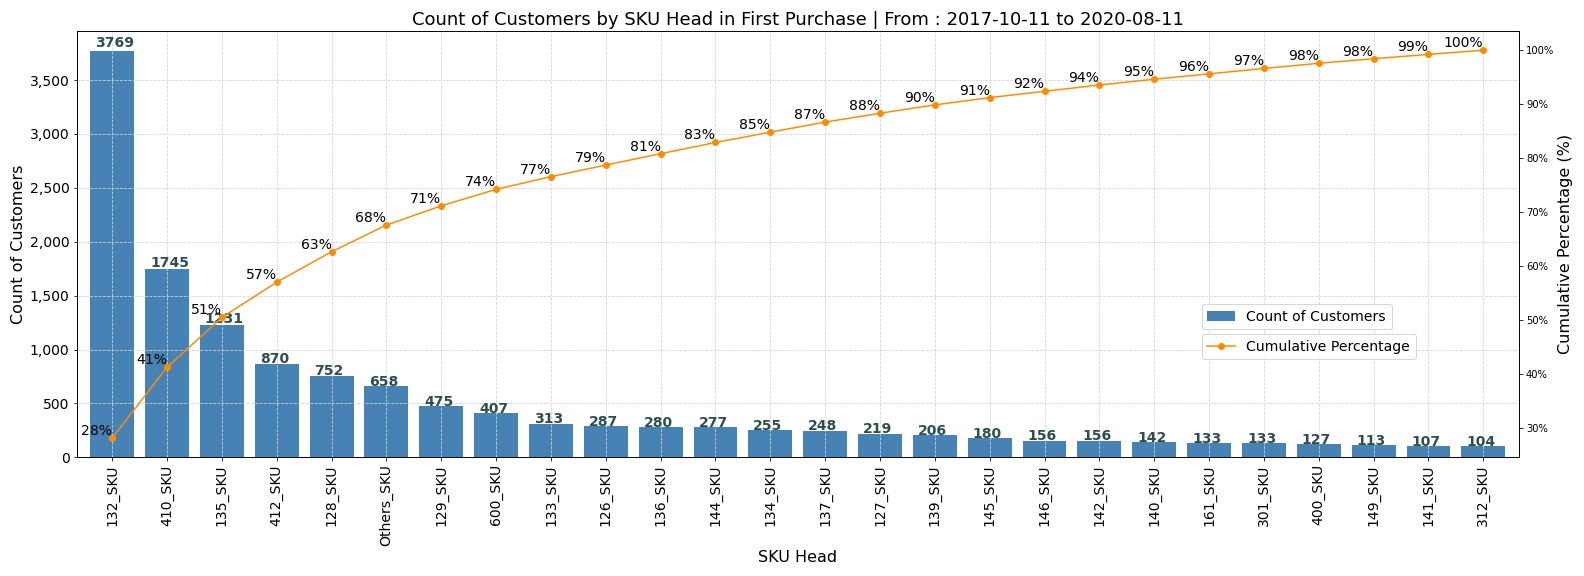 Count of Customers by SKU Head in First Purchase | From : 2017-10-11 to 2020-08-11
Count of Customers
3,500
3,000
2,500
2,000
1,500
1,000
500
0
3769
1745
1231
870
752
658
475
407
313
287
280
277
255
248
219
206
180
156
156
142
133
133
127
113
107
104
28%
41%
51%
57%
63%
68%
71%
74%
77%
79%
81%
83%
85%
87%
88%
90%
91%
92%
94%
95%
96%
97%
98%
98%
99%
100%
Count of Customers
Cumulative Percentage
100%
90%
80%
70%
60%
50%
40%
30%
Cumulative Percentage (%)
132_SKU
410_SKU
135_SKU
412_SKU
128_SKU
Others_SKU
129_SKU
600_SKU
133_SKU
126_SKU
136_SKU
144_SKU
134_SKU
137_SKU
127_SKU
139_SKU
145_SKU
146_SKU
142_SKU
140_SKU
161_SKU
301_SKU
400_SKU
149_SKU
141_SKU
312_SKU
SKU Head